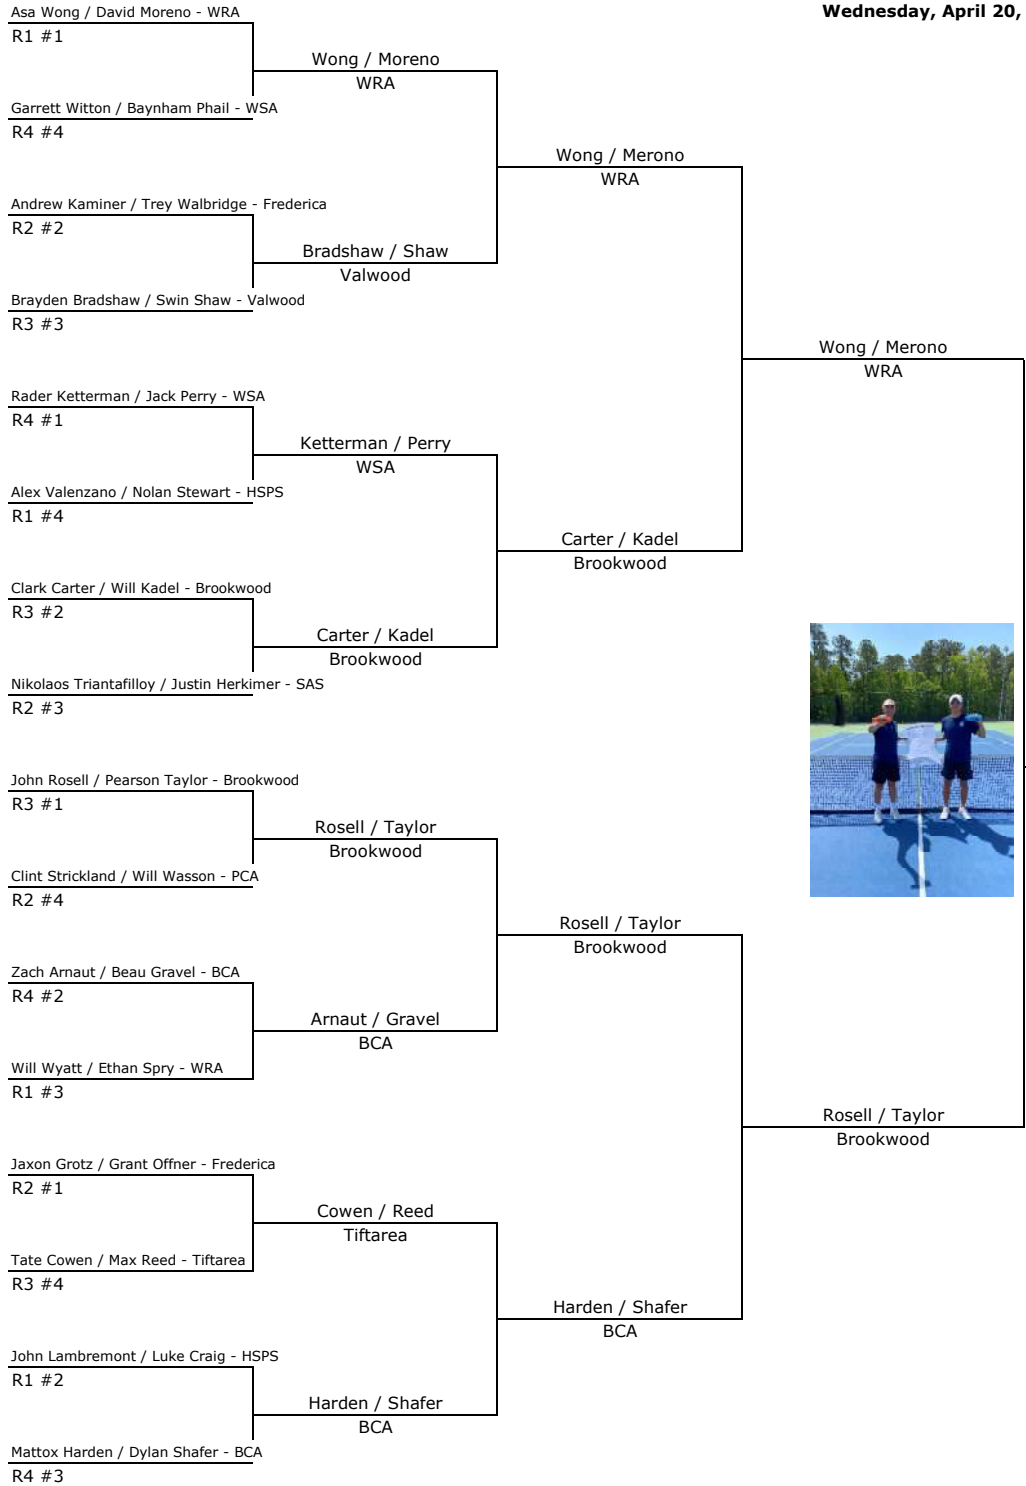 Asa Wong / David Moreno - WRA
Wednesday, April 20,
R1 #1
Wong / Moreno
WRA
Garrett Witton / Baynham Phail - WSA
R4 #4
Wong / Merono
WRA
Andrew Kaminer / Trey Walbridge - Frederica
R2 #2
Bradshaw / Shaw
Valwood
Brayden Bradshaw / Swin Shaw - Valwood
R3 #3
Wong / Merono
WRA
Rader Ketterman / Jack Perry - WSA
R4 #1
Ketterman / Perry
WSA
Alex Valenzano / Nolan Stewart - HSPS
R1 #4
Carter / Kadel
Brookwood
Clark Carter / Will Kadel - Brookwood
R3 #2
Carter / Kadel
Brookwood
Nikolaos Triantafilloy / Justin Herkimer - SAS
R2 #3
John Rosell / Pearson Taylor - Brookwood
R3 #1
Rosell / Taylor
Brookwood
Clint Strickland / Will Wasson - PCA
R2 #4
Rosell / Taylor
Brookwood
Zach Arnaut / Beau Gravel - BCA
R4 #2
Arnaut / Gravel
BCA
Will Wyatt / Ethan Spry - WRA
R1 #3
Rosell / Taylor
Brookwood
Jaxon Grotz / Grant Offner - Frederica
R2 #1
Cowen / Reed
Tiftarea
Tate Cowen / Max Reed - Tiftarea
R3 #4
Harden / Shafer
BCA
John Lambremont / Luke Craig - HSPS
R1 #2
Harden / Shafer
BCA
Mattox Harden / Dylan Shafer - BCA
R4 #3